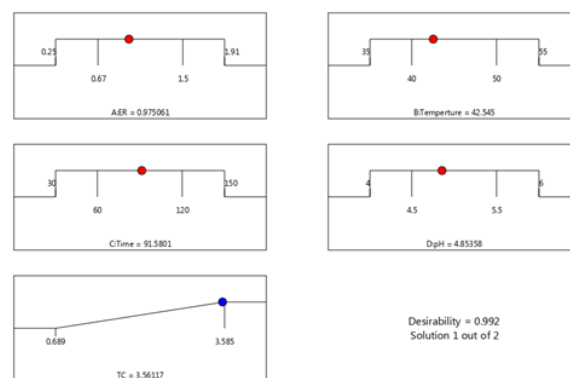 0.25 1.91
0.67 1.5
A:ER = 0.975061
35 55
40 50
B:Temperture = 42.545
30 150
60 120
C:Time = 91.5801
4 6
4.5 5.5
D:pH = 4.85358
0.689 3.585
TC = 3.56117
Desirability = 0.992
Solution 1 out of 2